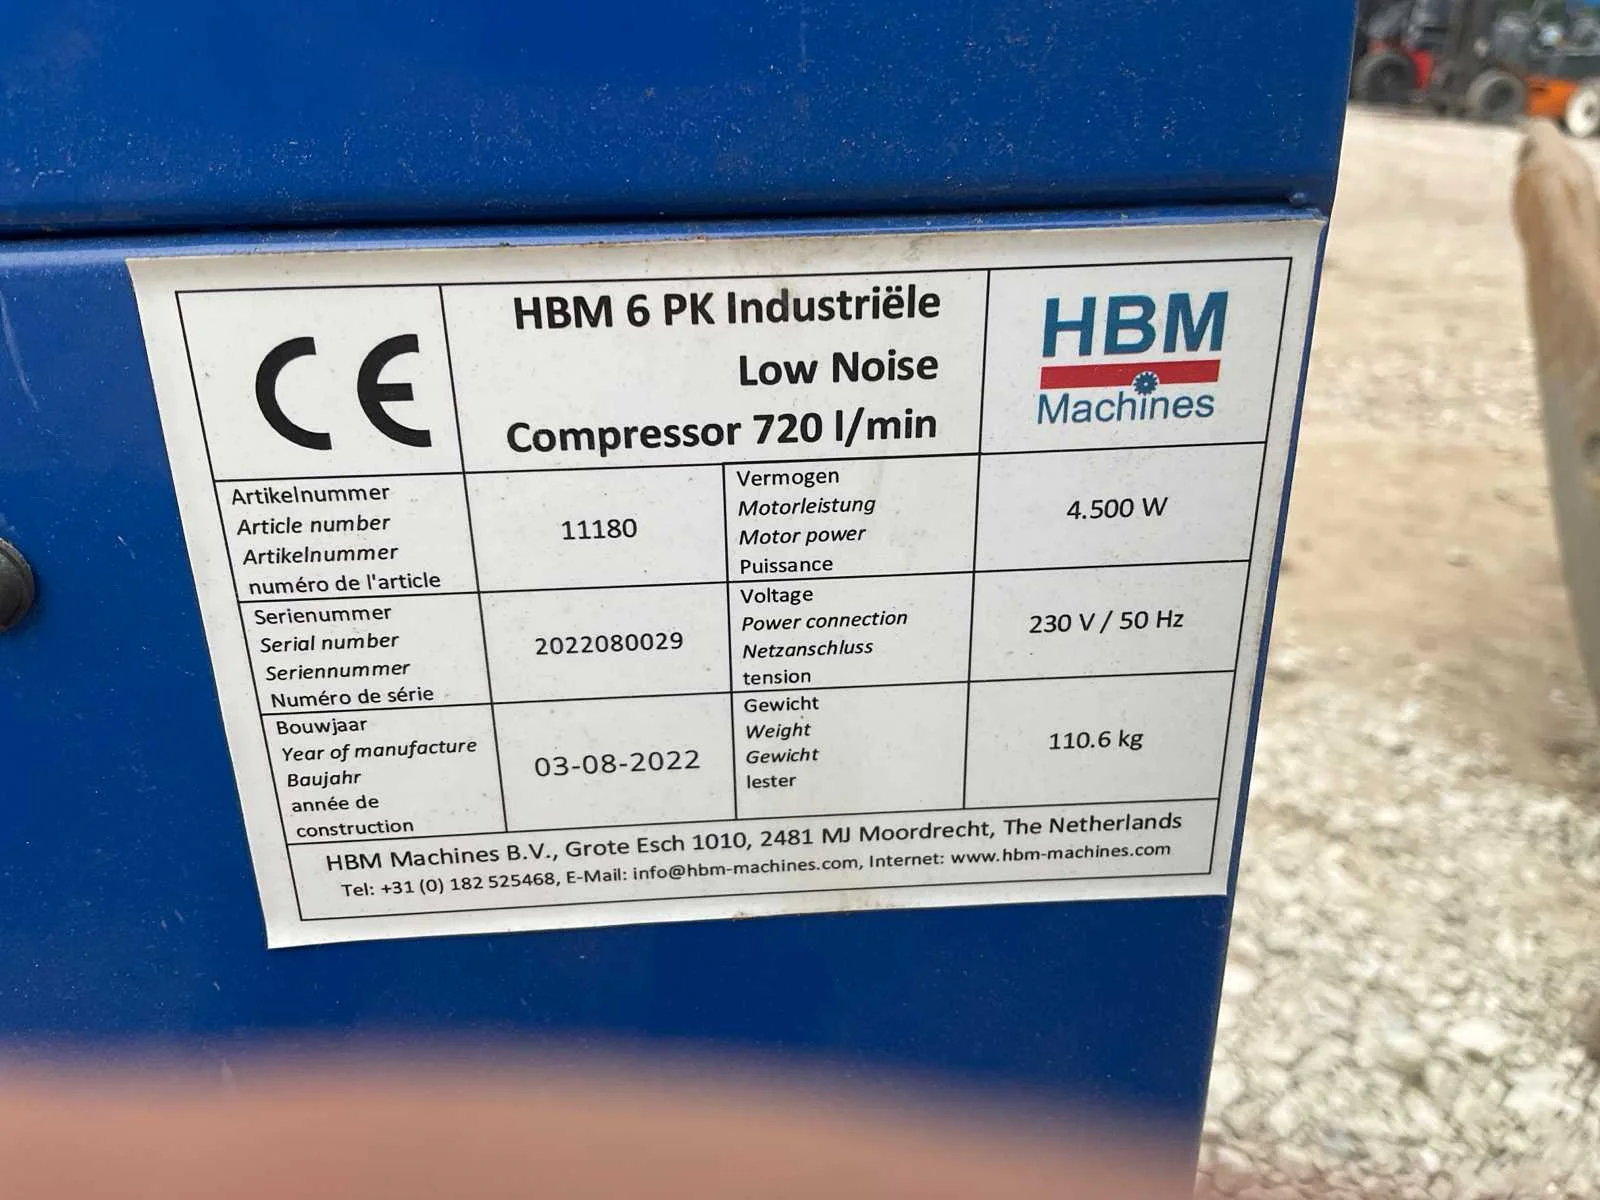 CE
HBM 6 PK Industriële
Low Noise
Compressor 720 l/min
HBM
Machines
Artikelnummer
Article number
Artikelnummer
numéro de l'article
11180
Vermogen
Motorleistung
Motor power
Puissance
4.500 W
Serienummer
Serial number
Seriennummer
Numéro de série
2022080029
Voltage
Power connection
Netzanschluss
tension
230 V / 50 Hz
Bouwjaar
Year of manufacture
Baujahr
année de
construction
03-08-2022
Gewicht
Weight
Gewicht
lester
110.6 kg
HBM Machines B.V., Grote Esch 1010, 2481 MJ Moordrecht, The Netherlands
Tel: +31 (0) 182 525468, E-Mail: info@hbm-machines.com, Internet: www.hbm-machines.com